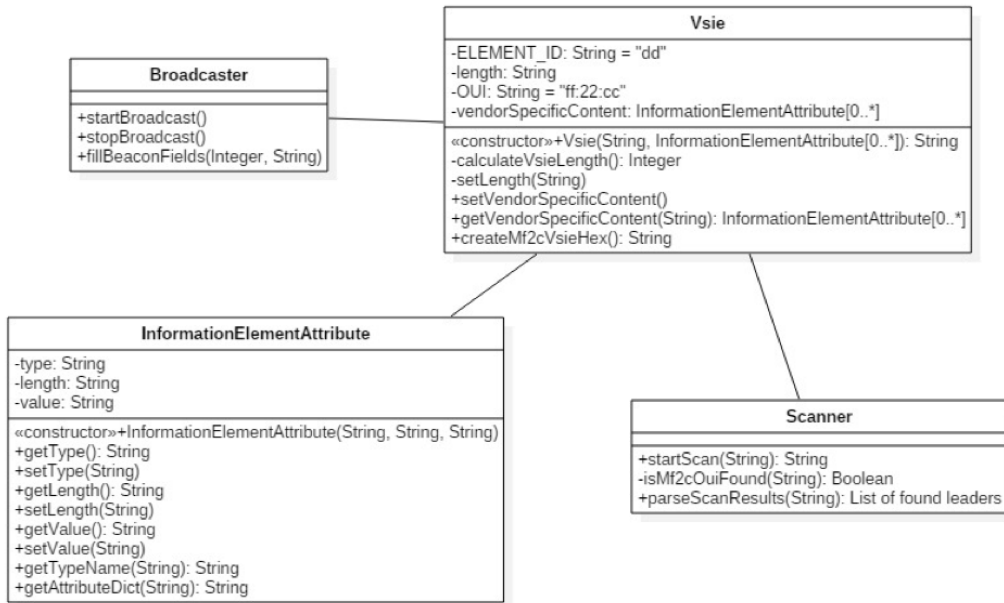 Vsie
-ELEMENT_ID: String = "dd"
-length: String
-OUI: String = "ff:22:cc"
-vendorSpecificContent: InformationElementAttribute[0..*]
«constructor»+Vsie(String, InformationElementAttribute[0..*]): String
-calculateVsieLength(): Integer
-setLength(String)
+setVendorSpecificContent()
+getVendorSpecificContent(String): InformationElementAttribute[0..*]
+createMf2cVsieHex(): String
Broadcaster
+startBroadcast()
+stopBroadcast()
+fillBeaconFields(Integer, String)
InformationElementAttribute
-type: String
-length: String
-value: String
«constructor»+InformationElementAttribute(String, String, String)
+getType(): String
+setType(String)
+getLength(): String
+setLength(String)
+getValue(): String
+setValue(String)
+getTypeName(String): String
+getAttributeDict(String): String
Scanner
+startScan(String): String
-isMf2cOuiFound(String): Boolean
+parseScanResults(String): List of found leaders